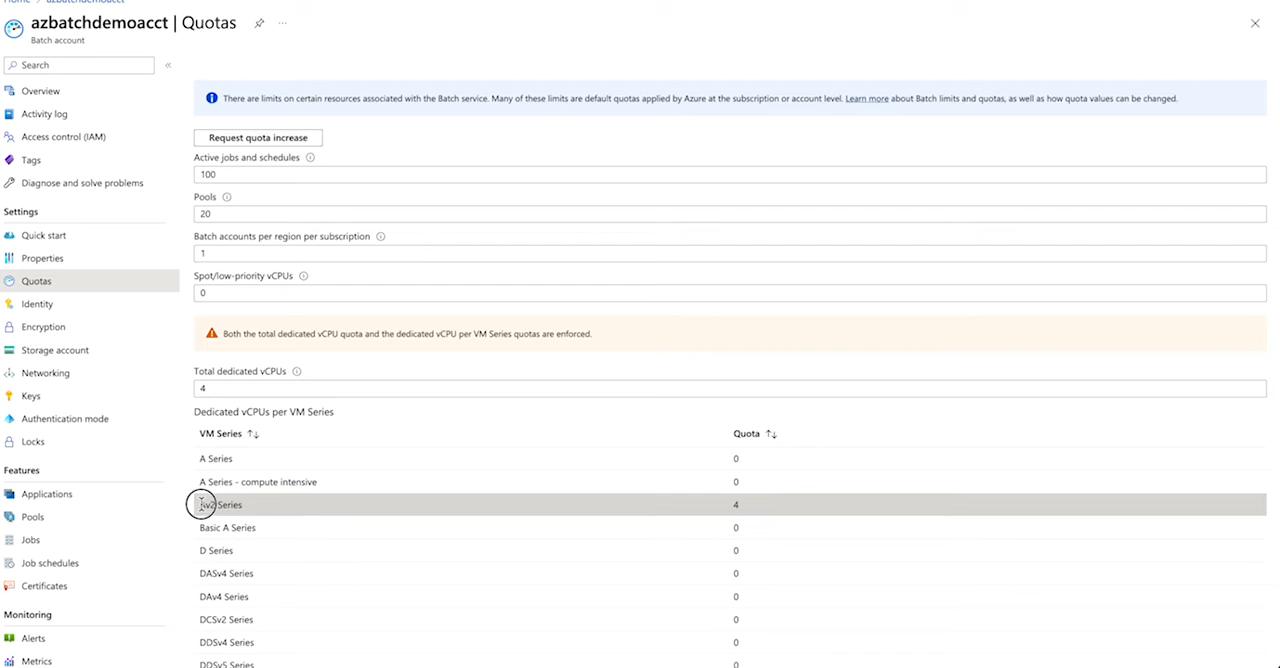 Home > azbatchdemoacct
azbatchdemoacct | Quotas
Batch account
Search
Overview
Activity log
Access control (IAM)
Tags
Diagnose and solve problems
Settings
Quick start
Properties
Quotas
Identity
Encryption
Storage account
Networking
Keys
Authentication mode
Locks
Features
Applications
Pools
Jobs
Job schedules
Certificates
Monitoring
Alerts
Metrics
There are limits on certain resources associated with the Batch service. Many of these limits are default quotas applied by Azure at the subscription or account level. Learn more about Batch limits and quotas, as well as how quota values can be changed.
Request quota increase
Active jobs and schedules
100
Pools
20
Batch accounts per region per subscription
1
Spot/low-priority vCPUs
0
Both the total dedicated vCPU quota and the dedicated vCPU per VM Series quotas are enforced.
Total dedicated vCPUs
4
Dedicated vCPUs per VM Series
VM Series Quota
A Series 0
A Series - compute intensive 0
Av2 Series 4
Basic A Series 0
D Series 0
DASv4 Series 0
DAv4 Series 0
DCSv2 Series 0
DDSv4 Series 0
DDSv5 Series 0